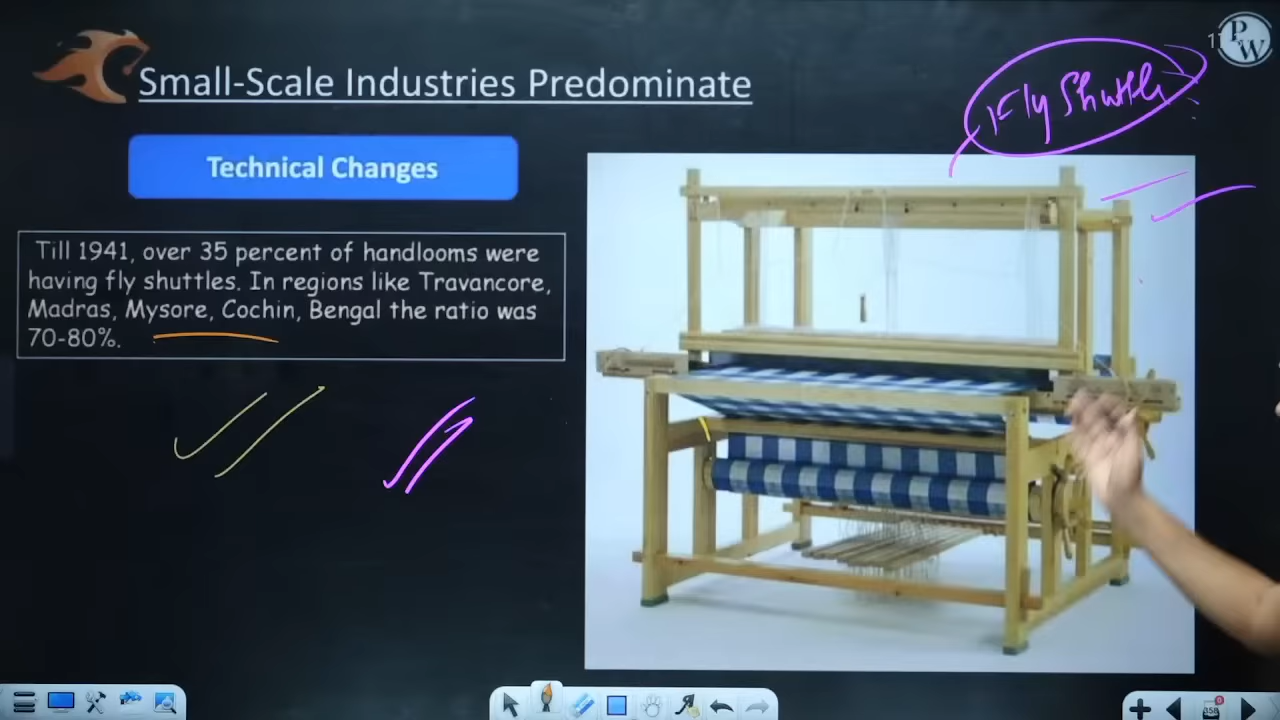 PW
Small-Scale Industries Predominate
Fly Shuttle
Technical Changes
Till 1941, over 35 percent of handlooms were
having fly shuttles. In regions like Travancore,
Madras, Mysore, Cochin, Bengal the ratio was
70-80%.
358